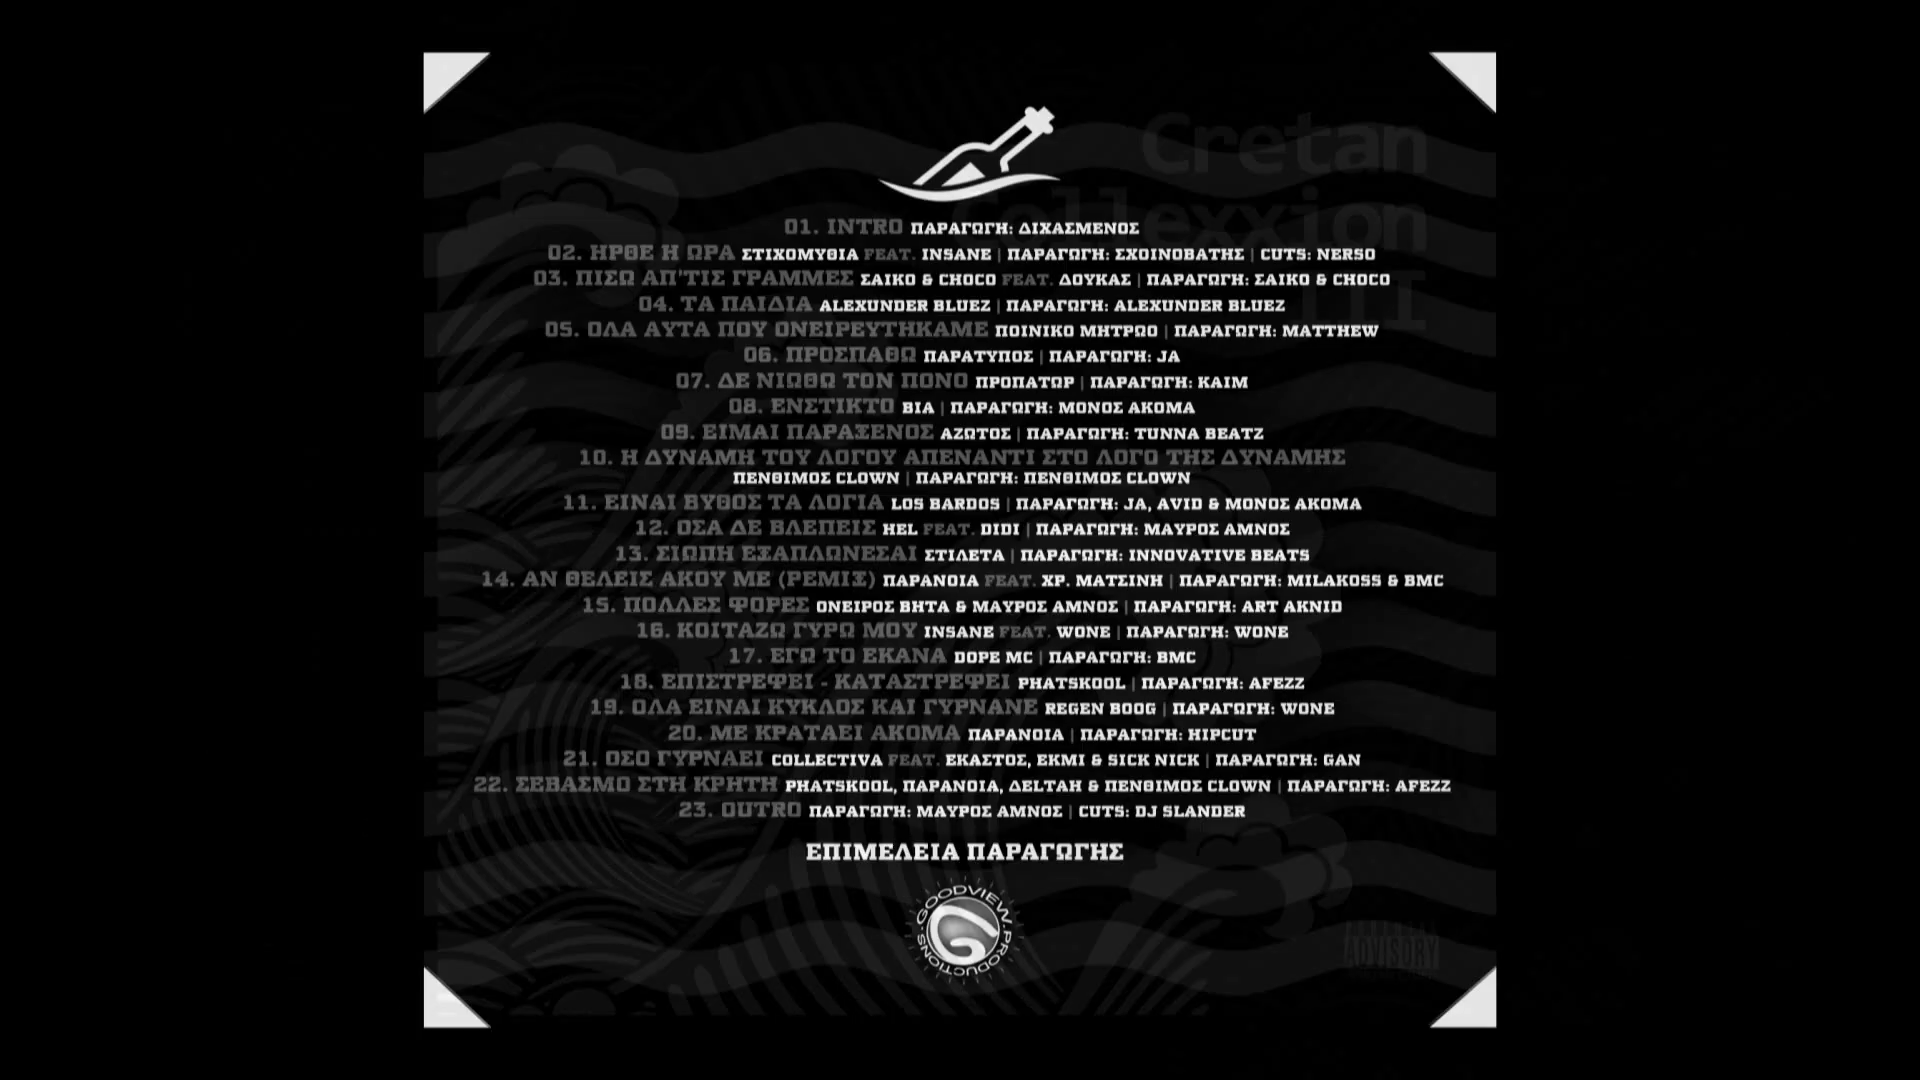 Cretan
Collexxion
III
01. INTRO ΠΑΡΑΓΩΓΗ: ΔΙΧΑΣΜΕΝΟΣ
02. ΗΡΘΕ Η ΩΡΑ ΣΤΙΧΟΜΥΘΙΑ FEAT. INSANE | ΠΑΡΑΓΩΓΗ: ΣΧΟΙΝΟΒΑΤΗΣ | CUTS: NERSO
03. ΠΙΣΩ ΑΠ'ΤΙΣ ΓΡΑΜΜΕΣ ΣΑΙΚΟ & CHOCO FEAT. ΔΟΥΚΑΣ | ΠΑΡΑΓΩΓΗ: ΣΑΙΚΟ & CHOCO
04. ΤΑ ΠΑΙΔΙΑ ALEXUNDER BLUEZ | ΠΑΡΑΓΩΓΗ: ALEXUNDER BLUEZ
05. ΟΛΑ ΑΥΤΑ ΠΟΥ ΟΝΕΙΡΕΥΤΗΚΑΜΕ ΠΟΙΝΙΚΟ ΜΗΤΡΩΟ | ΠΑΡΑΓΩΓΗ: MATTHEW
06. ΠΡΟΣΠΑΘΩ ΠΑΡΑΤΥΠΟΣ | ΠΑΡΑΓΩΓΗ: JA
07. ΔΕ ΝΙΩΘΩ ΤΟΝ ΠΟΝΟ ΠΡΟΠΑΤΩΡ | ΠΑΡΑΓΩΓΗ: ΚΑΙΜ
08. ΕΝΣΤΙΚΤΟ ΒΙΑ | ΠΑΡΑΓΩΓΗ: ΜΟΝΟΣ ΑΚΟΜΑ
09. ΕΙΜΑΙ ΠΑΡΑΞΕΝΟΣ ΑΖΩΤΟΣ | ΠΑΡΑΓΩΓΗ: TUNNA BEATZ
10. Η ΔΥΝΑΜΗ ΤΟΥ ΛΟΓΟΥ ΑΠΕΝΑΝΤΙ ΣΤΟ ΛΟΓΟ ΤΗΣ ΔΥΝΑΜΗΣ
ΠΕΝΘΙΜΟΣ CLOWN | ΠΑΡΑΓΩΓΗ: ΠΕΝΘΙΜΟΣ CLOWN
11. ΕΙΝΑΙ ΒΥΘΟΣ ΤΑ ΛΟΓΙΑ LOS BARDOS | ΠΑΡΑΓΩΓΗ: JA, AVID & ΜΟΝΟΣ ΑΚΟΜΑ
12. ΟΣΑ ΔΕ ΒΛΕΠΕΙΣ HEL FEAT. DIDI | ΠΑΡΑΓΩΓΗ: ΜΑΥΡΟΣ ΑΜΝΟΣ
13. ΣΙΩΠΗ ΕΞΑΠΛΩΝΕΣΑΙ ΣΤΙΛΕΤΑ | ΠΑΡΑΓΩΓΗ: INNOVATIVE BEATS
14. ΑΝ ΘΕΛΕΙΣ ΑΚΟΥ ΜΕ (ΡΕΜΙΞ) ΠΑΡΑΝΟΙΑ FEAT. ΧΡ. ΜΑΤΣΙΝΗ | ΠΑΡΑΓΩΓΗ: MILAKOSS & BMC
15. ΠΟΛΛΕΣ ΦΟΡΕΣ ΟΝΕΙΡΟΣ ΒΗΤΑ & ΜΑΥΡΟΣ ΑΜΝΟΣ | ΠΑΡΑΓΩΓΗ: ART AKNID
16. ΚΟΙΤΑΖΩ ΓΥΡΩ ΜΟΥ INSANE FEAT. WONE | ΠΑΡΑΓΩΓΗ: WONE
17. ΕΓΩ ΤΟ ΕΚΑΝΑ DOPE MC | ΠΑΡΑΓΩΓΗ: BMC
18. ΕΠΙΣΤΡΕΦΕΙ - ΚΑΤΑΣΤΡΕΦΕΙ PHATSKOOL | ΠΑΡΑΓΩΓΗ: AFEZZ
19. ΟΛΑ ΕΙΝΑΙ ΚΥΚΛΟΣ ΚΑΙ ΓΥΡΝΑΝΕ REGEN BOOG | ΠΑΡΑΓΩΓΗ: WONE
20. ΜΕ ΚΡΑΤΑΕΙ ΑΚΟΜΑ ΠΑΡΑΝΟΙΑ | ΠΑΡΑΓΩΓΗ: HIPCUT
21. ΟΣΟ ΓΥΡΝΑΕΙ COLLECTIVA FEAT. ΕΚΑΣΤΟΣ, ΕΚΜΙ & SICK NICK | ΠΑΡΑΓΩΓΗ: GAN
22. ΣΕΒΑΣΜΟ ΣΤΗ ΚΡΗΤΗ PHATSKOOL, ΠΑΡΑΝΟΙΑ, ΔΕLTAH & ΠΕΝΘΙΜΟΣ CLOWN | ΠΑΡΑΓΩΓΗ: AFEZZ
23. OUTRO ΠΑΡΑΓΩΓΗ: ΜΑΥΡΟΣ ΑΜΝΟΣ | CUTS: DJ SLANDER
ΕΠΙΜΕΛΕΙΑ ΠΑΡΑΓΩΓΗΣ
GOODVIEW PRODUCTIONS
ADVISORY